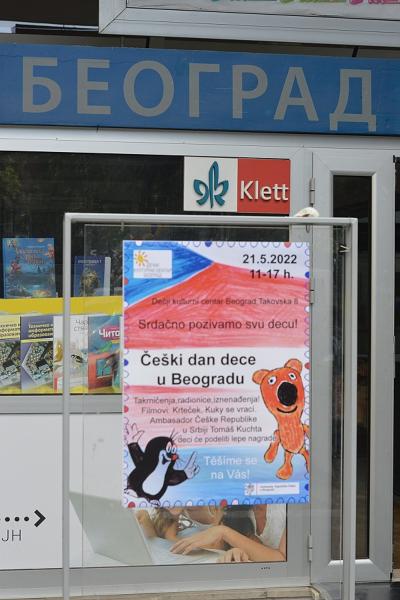 БЕОГРАД
Klett
21.5.2022
11-17 h.
Dečji kulturni centar Beograd, Takovska 8
Srdačno pozivamo svu decu!
Češki dan dece
u Beogradu
Takmičenja,radionice,iznenađenja!
Filmovi: Krteček, Kuky se vraci.
Ambasador Češke Republike
u Srbiji Tomáš Kuchta
deci će podeliti lepe nagrade
Těšíme se
na Vás!
JH